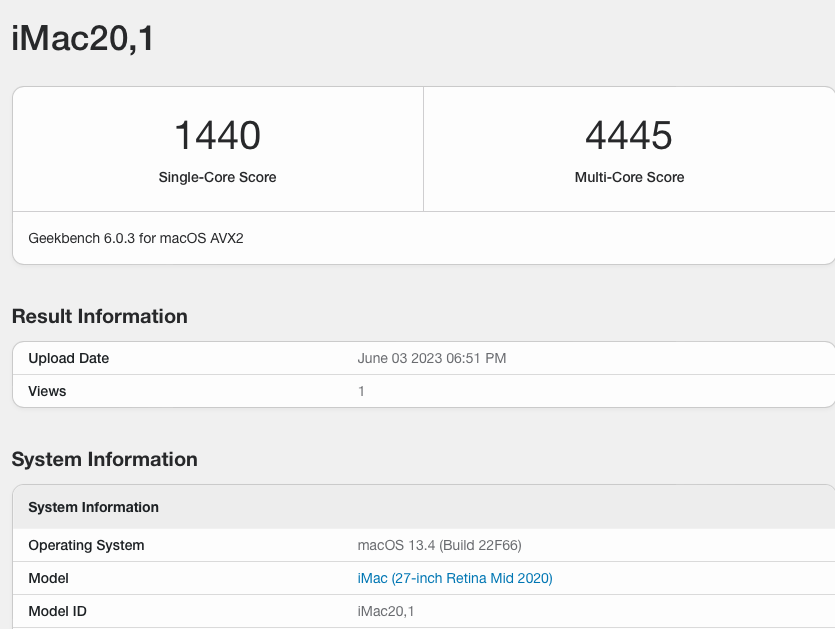 iMac20,1
1440
Single-Core Score
4445
Multi-Core Score
Geekbench 6.0.3 for macOS AVX2
Result Information
Upload Date June 03 2023 06:51 PM
Views 1
System Information
System Information
Operating System macOS 13.4 (Build 22F66)
Model iMac (27-inch Retina Mid 2020)
Model ID iMac20,1